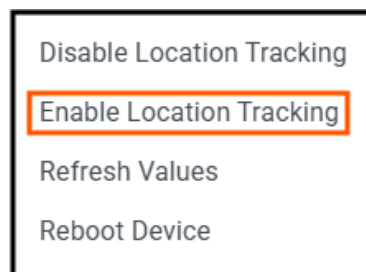 Disable Location Tracking
Enable Location Tracking
Refresh Values
Reboot Device